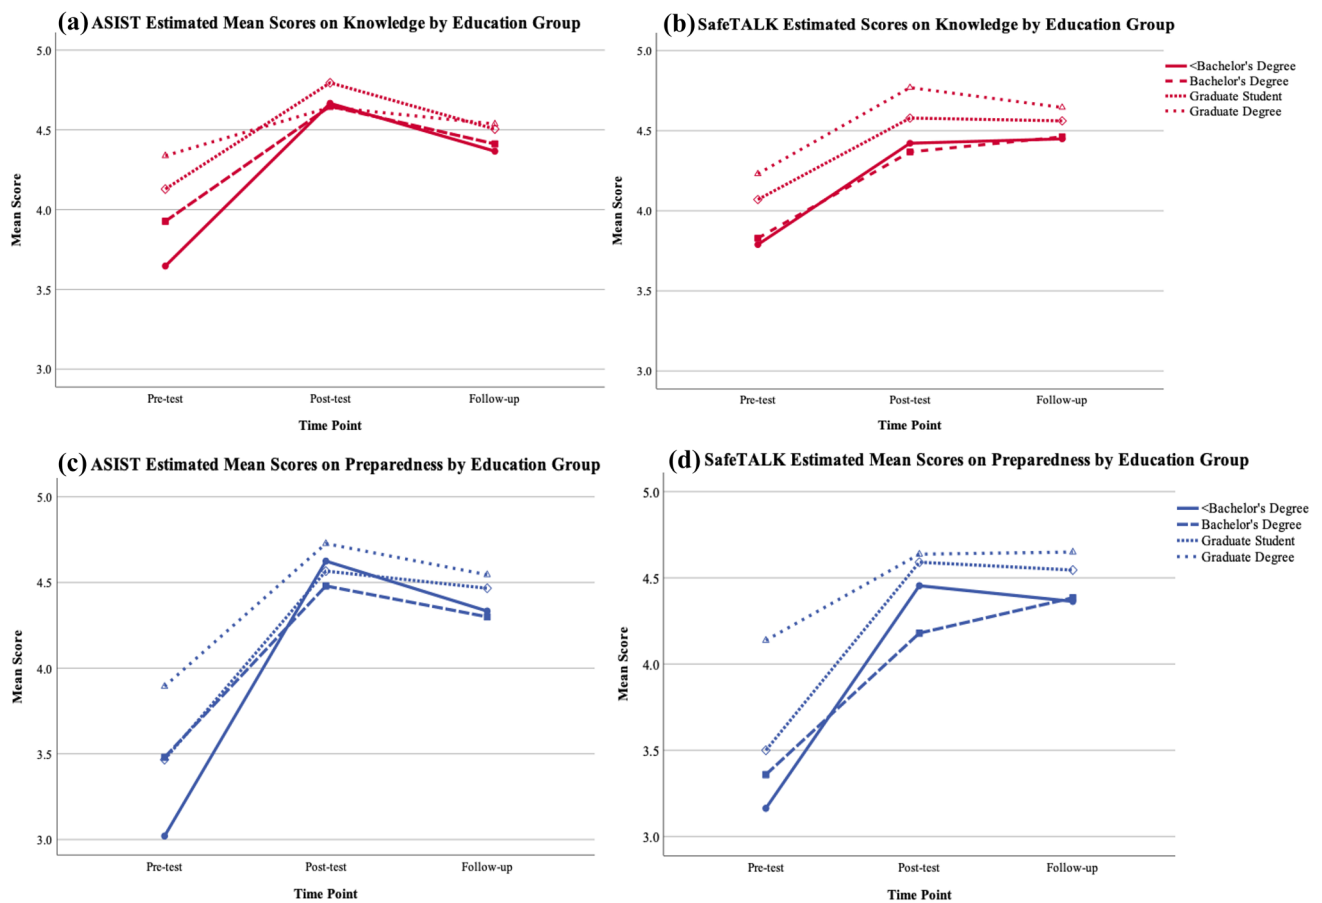 (a) ASIST Estimated Mean Scores on Knowledge by Education Group
5.0
4.5
4.0
3.5
3.0
Mean Score
Pre-test
Post-test
Follow-up
Time Point
(b) SafeTALK Estimated Scores on Knowledge by Education Group
5.0
4.5
4.0
3.5
3.0
Mean Score
Pre-test
Post-test
Follow-up
Time Point
<Bachelor's Degree
Bachelor's Degree
Graduate Student
Graduate Degree
(c) ASIST Estimated Mean Scores on Preparedness by Education Group
5.0
4.5
4.0
3.5
3.0
Mean Score
Pre-test
Post-test
Follow-up
Time Point
(d) SafeTALK Estimated Mean Scores on Preparedness by Education Group
5.0
4.5
4.0
3.5
3.0
Mean Score
Pre-test
Post-test
Follow-up
Time Point
<Bachelor's Degree
Bachelor's Degree
Graduate Student
Graduate Degree